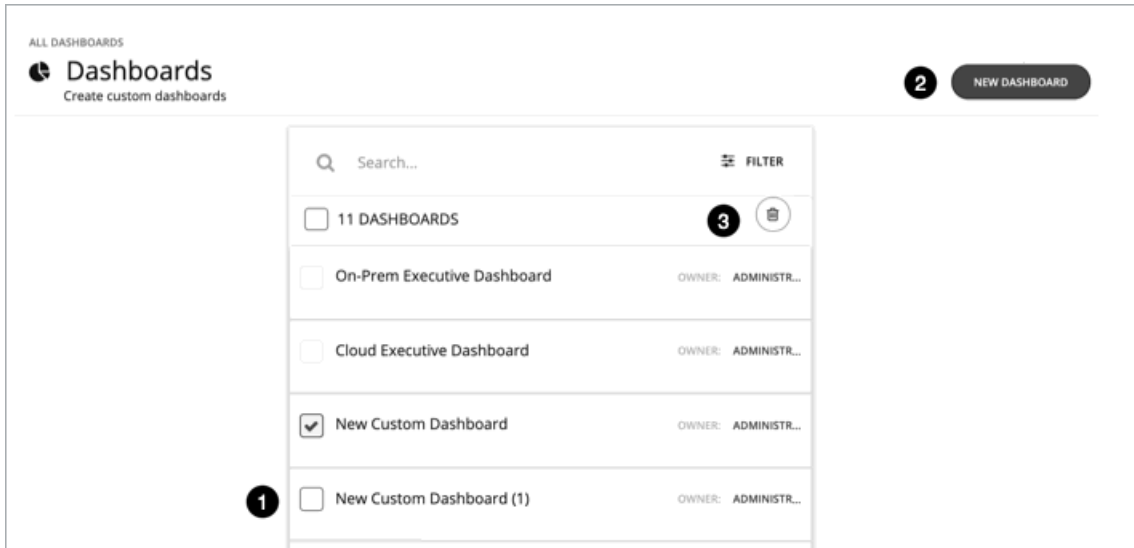 ALL DASHBOARDS
Dashboards
Create custom dashboards
2 NEW DASHBOARD
Search...
FILTER
11 DASHBOARDS
3
On-Prem Executive Dashboard OWNER: ADMINISTR...
Cloud Executive Dashboard OWNER: ADMINISTR...
New Custom Dashboard OWNER: ADMINISTR...
1 New Custom Dashboard (1) OWNER: ADMINISTR...